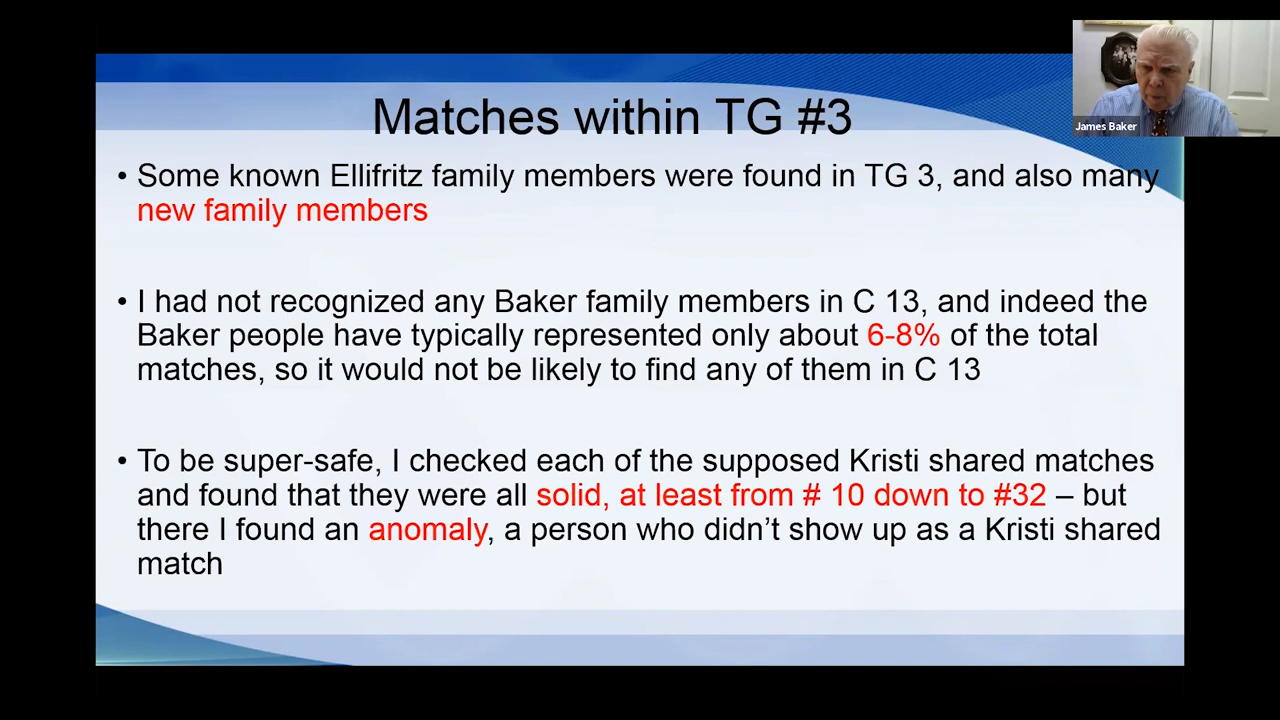 Matches within TG #3
James Baker
• Some known Ellifritz family members were found in TG 3, and also many
new family members
• I had not recognized any Baker family members in C 13, and indeed the
Baker people have typically represented only about 6-8% of the total
matches, so it would not be likely to find any of them in C 13
• To be super-safe, I checked each of the supposed Kristi shared matches
and found that they were all solid, at least from # 10 down to #32 – but
there I found an anomaly, a person who didn’t show up as a Kristi shared
match